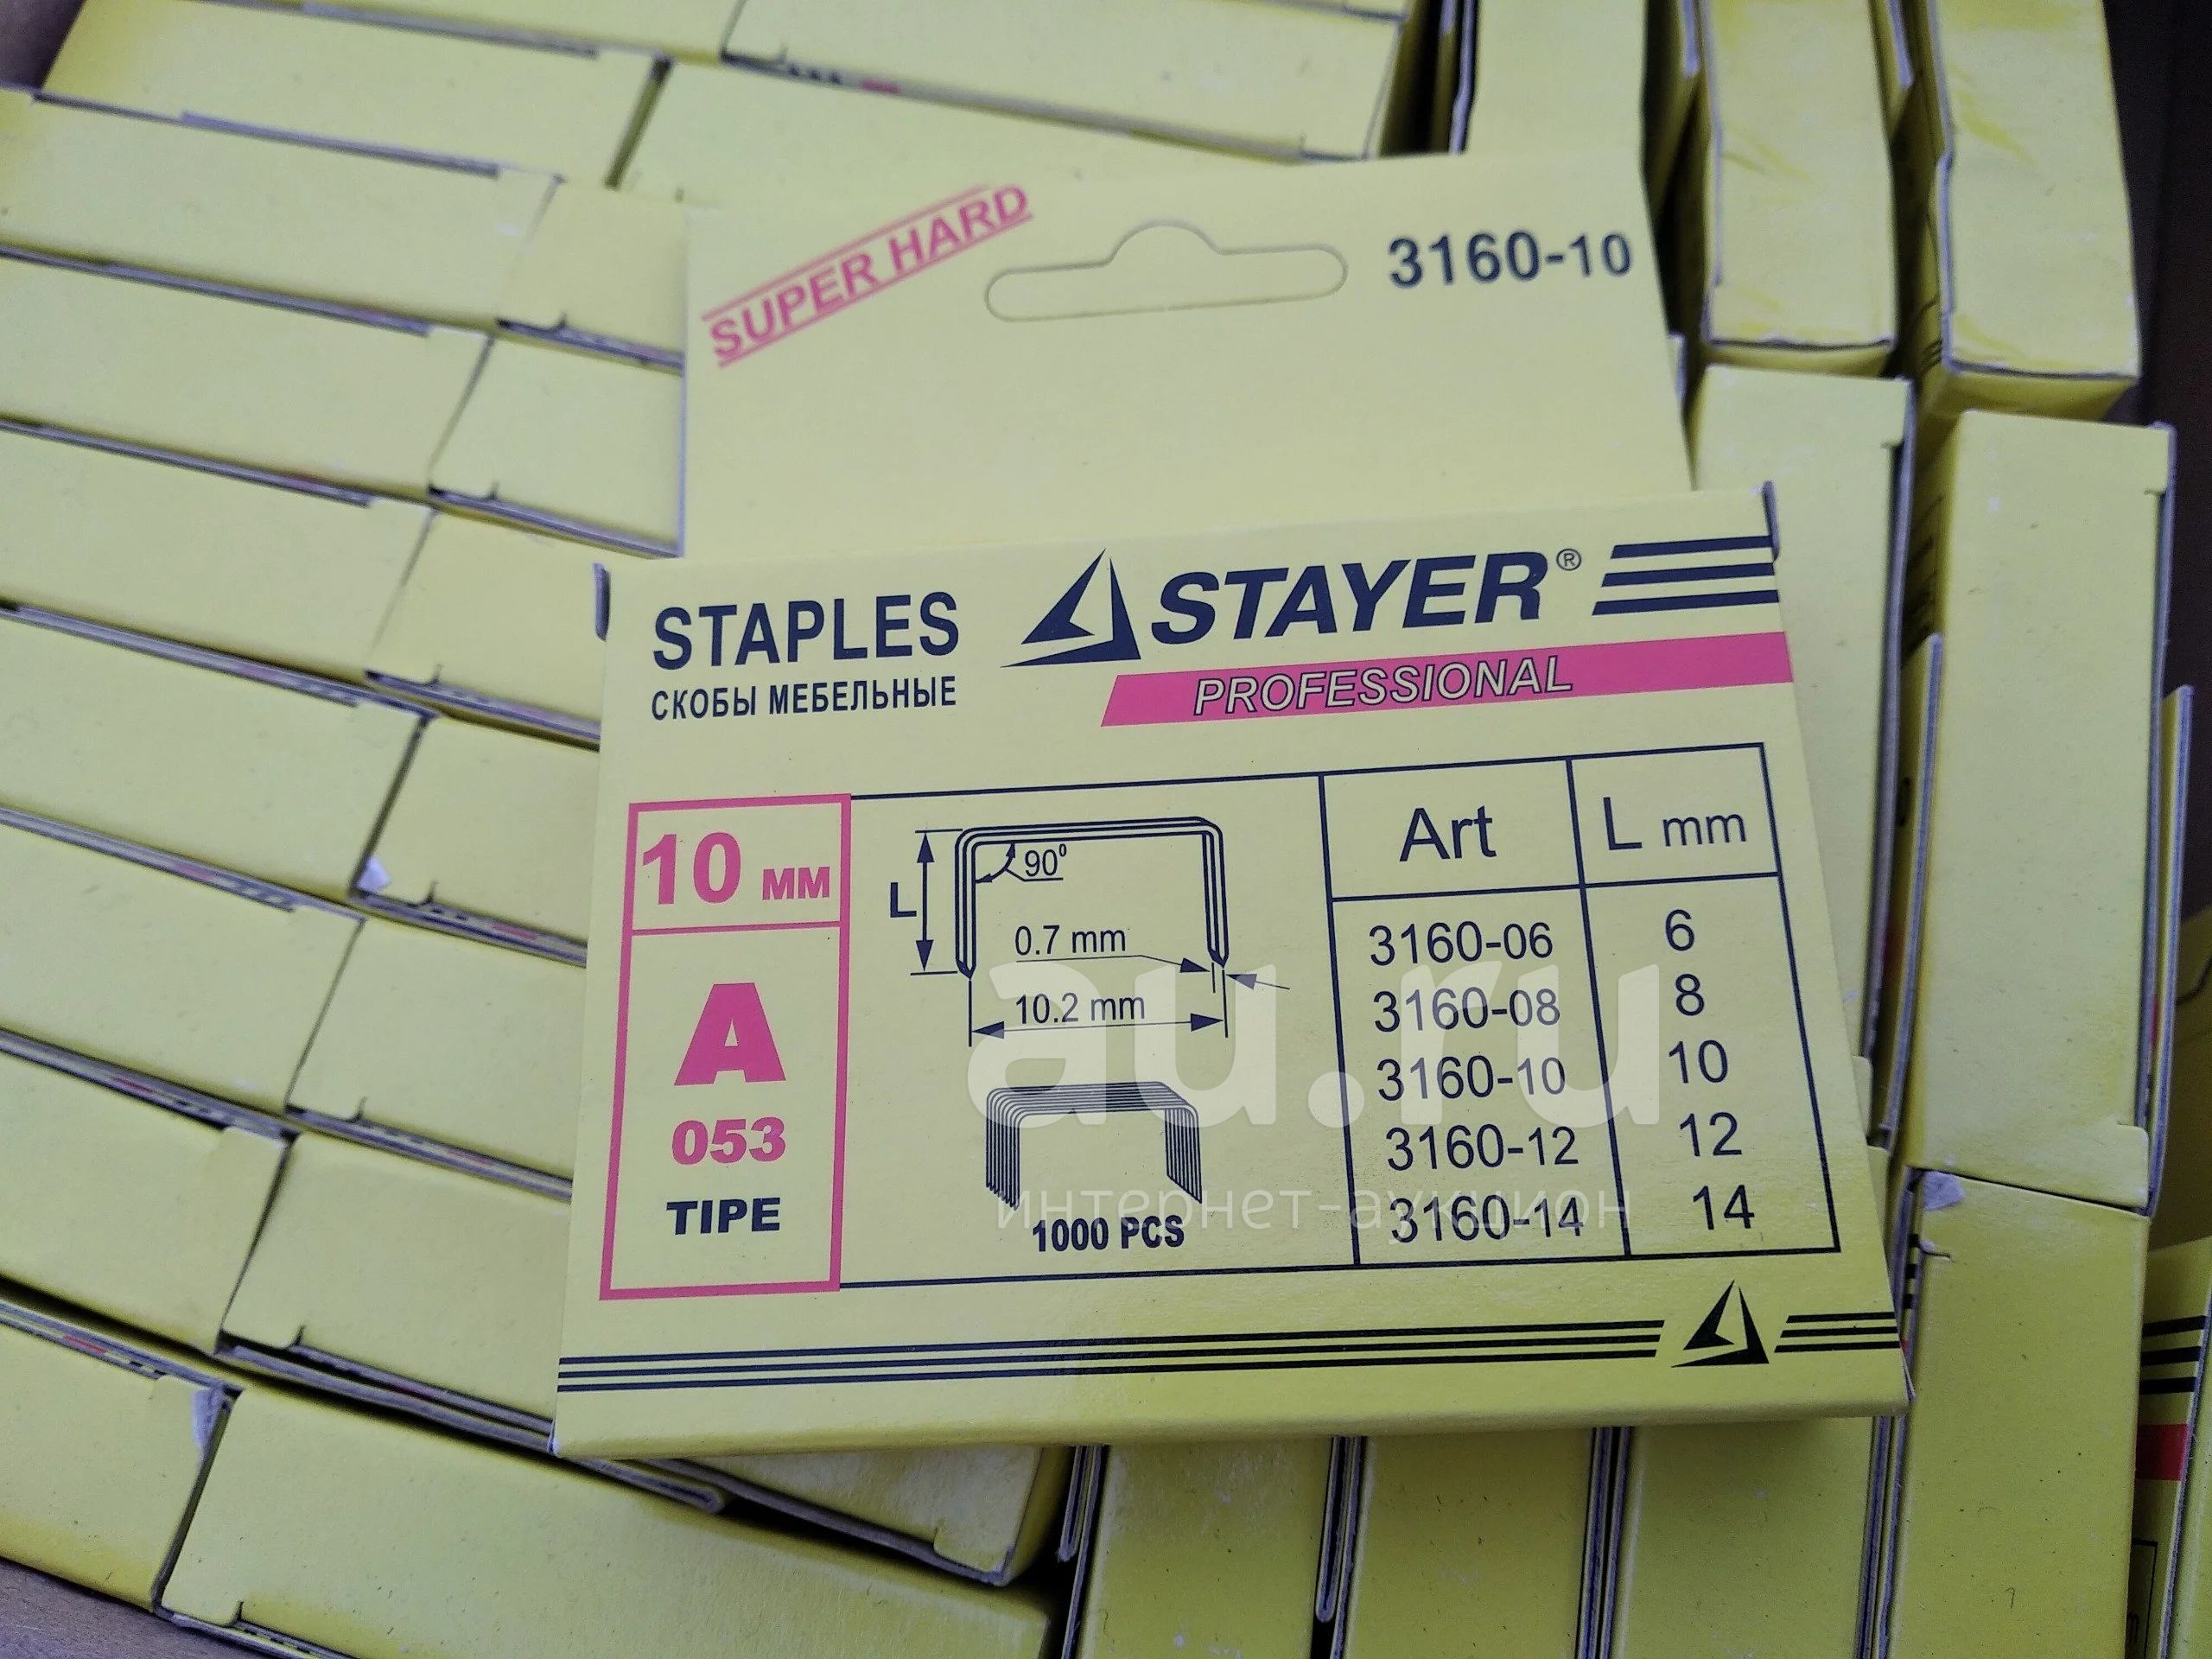 SUPER HARD
3160-10
STAPLES
СКОБЫ МЕБЕЛЬНЫЕ
STAYER®
PROFESSIONAL
10 мм
A
053
TIPE
L
90⁰
0.7 mm
10.2 mm
1000 PCS
Art L mm
3160-06 6
3160-08 8
3160-10 10
3160-12 12
3160-14 14
au.ru
интернет-аукцион